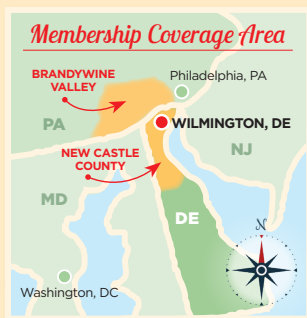 Membership Coverage Area
BRANDYWINE
VALLEY
Philadelphia, PA
PA
WILMINGTON, DE
NEW CASTLE
COUNTY
NJ
MD
DE
N
Washington, DC